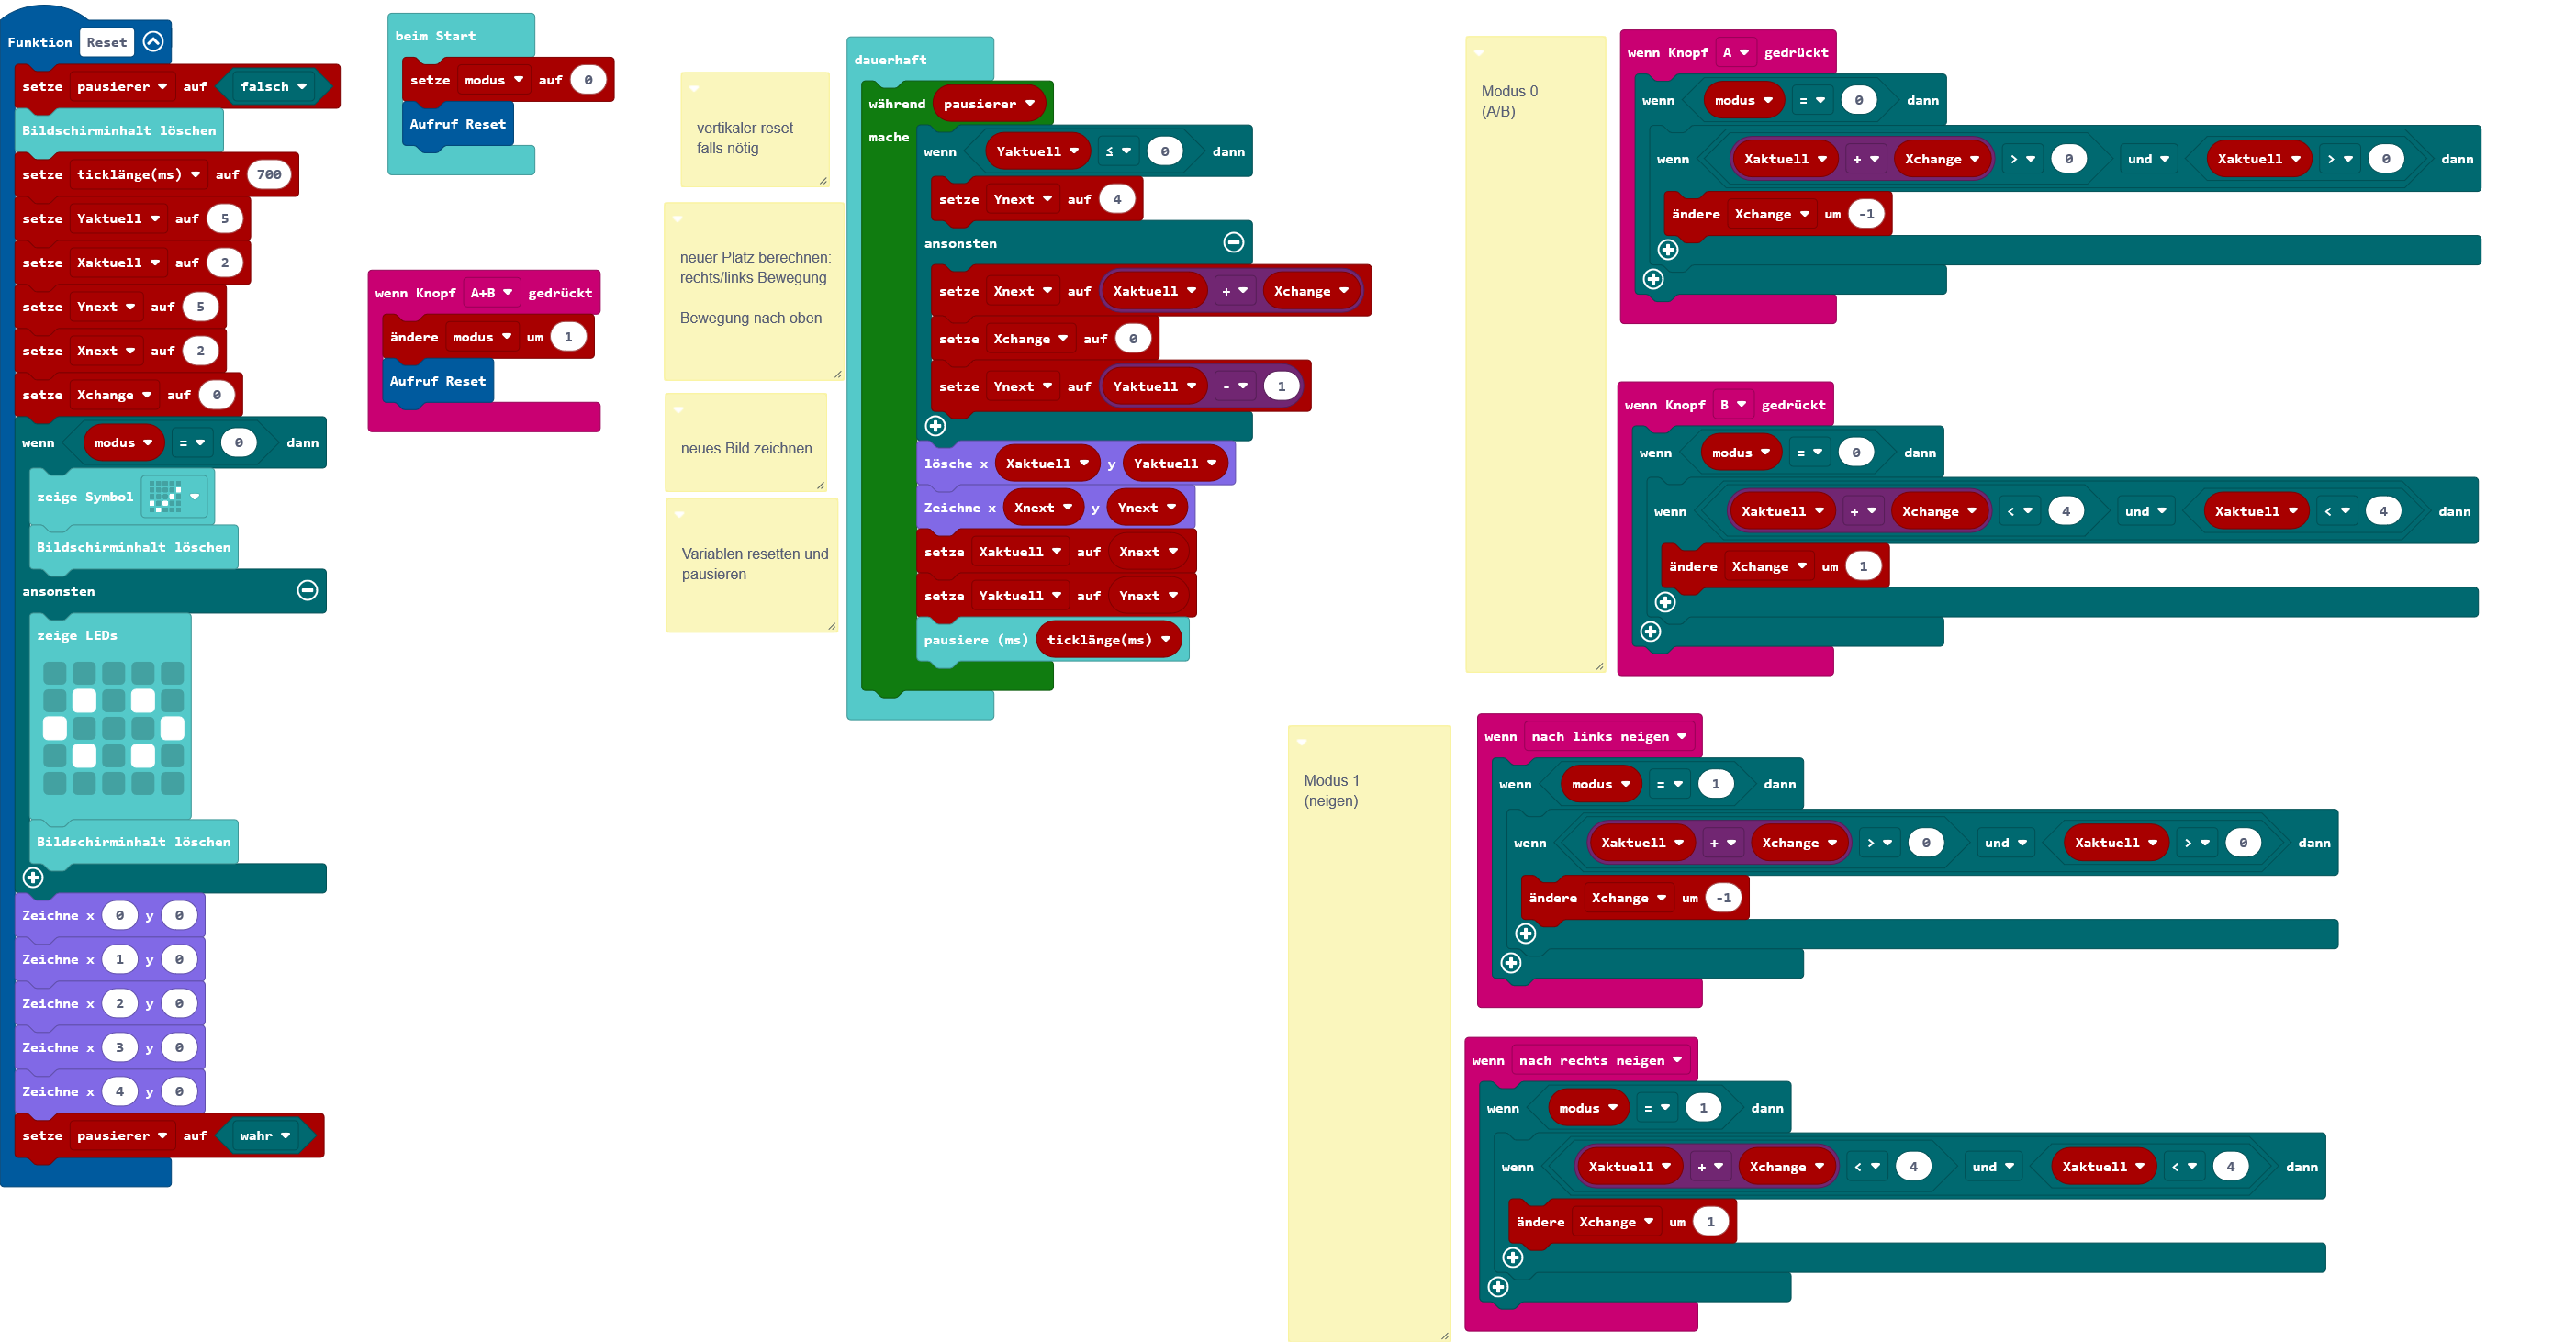 Funktion Reset
setze pausierer auf falsch
Bildschirminhalt löschen
setze ticklänge(ms) auf 700
setze Yaktuell auf 5
setze Xaktuell auf 2
setze Ynext auf 5
setze Xnext auf 2
setze Xchange auf 0
wenn modus = 0 dann
zeige Symbol
Bildschirminhalt löschen
ansonsten
zeige LEDs
Bildschirminhalt löschen
Zeichne x 0 y 0
Zeichne x 1 y 0
Zeichne x 2 y 0
Zeichne x 3 y 0
Zeichne x 4 y 0
setze pausierer auf wahr
beim Start
setze modus auf 0
Aufruf Reset
wenn Knopf A+B gedrückt
ändere modus um 1
Aufruf Reset
vertikaler reset
falls nötig
neuer Platz berechnen:
rechts/links Bewegung
Bewegung nach oben
neues Bild zeichnen
Variablen resetten und
pausieren
dauerhaft
während pausierer
mache
wenn Yaktuell ≤ 0 dann
setze Ynext auf 4
ansonsten
setze Xnext auf Xaktuell + Xchange
setze Xchange auf 0
setze Ynext auf Yaktuell - 1
lösche x Xaktuell y Yaktuell
Zeichne x Xnext y Ynext
setze Xaktuell auf Xnext
setze Yaktuell auf Ynext
pausiere (ms) ticklänge(ms)
Modus 0
(A/B)
wenn Knopf A gedrückt
wenn modus = 0 dann
wenn Xaktuell + Xchange > 0 und Xaktuell > 0 dann
ändere Xchange um -1
wenn Knopf B gedrückt
wenn modus = 0 dann
wenn Xaktuell + Xchange < 4 und Xaktuell < 4 dann
ändere Xchange um 1
Modus 1
(neigen)
wenn nach links neigen
wenn modus = 1 dann
wenn Xaktuell + Xchange > 0 und Xaktuell > 0 dann
ändere Xchange um -1
wenn nach rechts neigen
wenn modus = 1 dann
wenn Xaktuell + Xchange < 4 und Xaktuell < 4 dann
ändere Xchange um 1